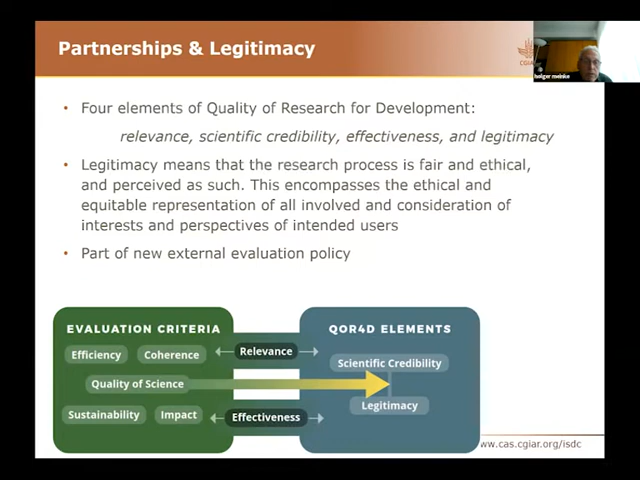 Partnerships & Legitimacy
CGIAR
holger meinke
• Four elements of Quality of Research for Development:
relevance, scientific credibility, effectiveness, and legitimacy
• Legitimacy means that the research process is fair and ethical,
and perceived as such. This encompasses the ethical and
equitable representation of all involved and consideration of
interests and perspectives of intended users
• Part of new external evaluation policy
EVALUATION CRITERIA
QOR4D ELEMENTS
Efficiency
Coherence
Relevance
Scientific Credibility
Quality of Science
Legitimacy
Sustainability
Impact
Effectiveness
ww.cas.cgiar.org/isdc